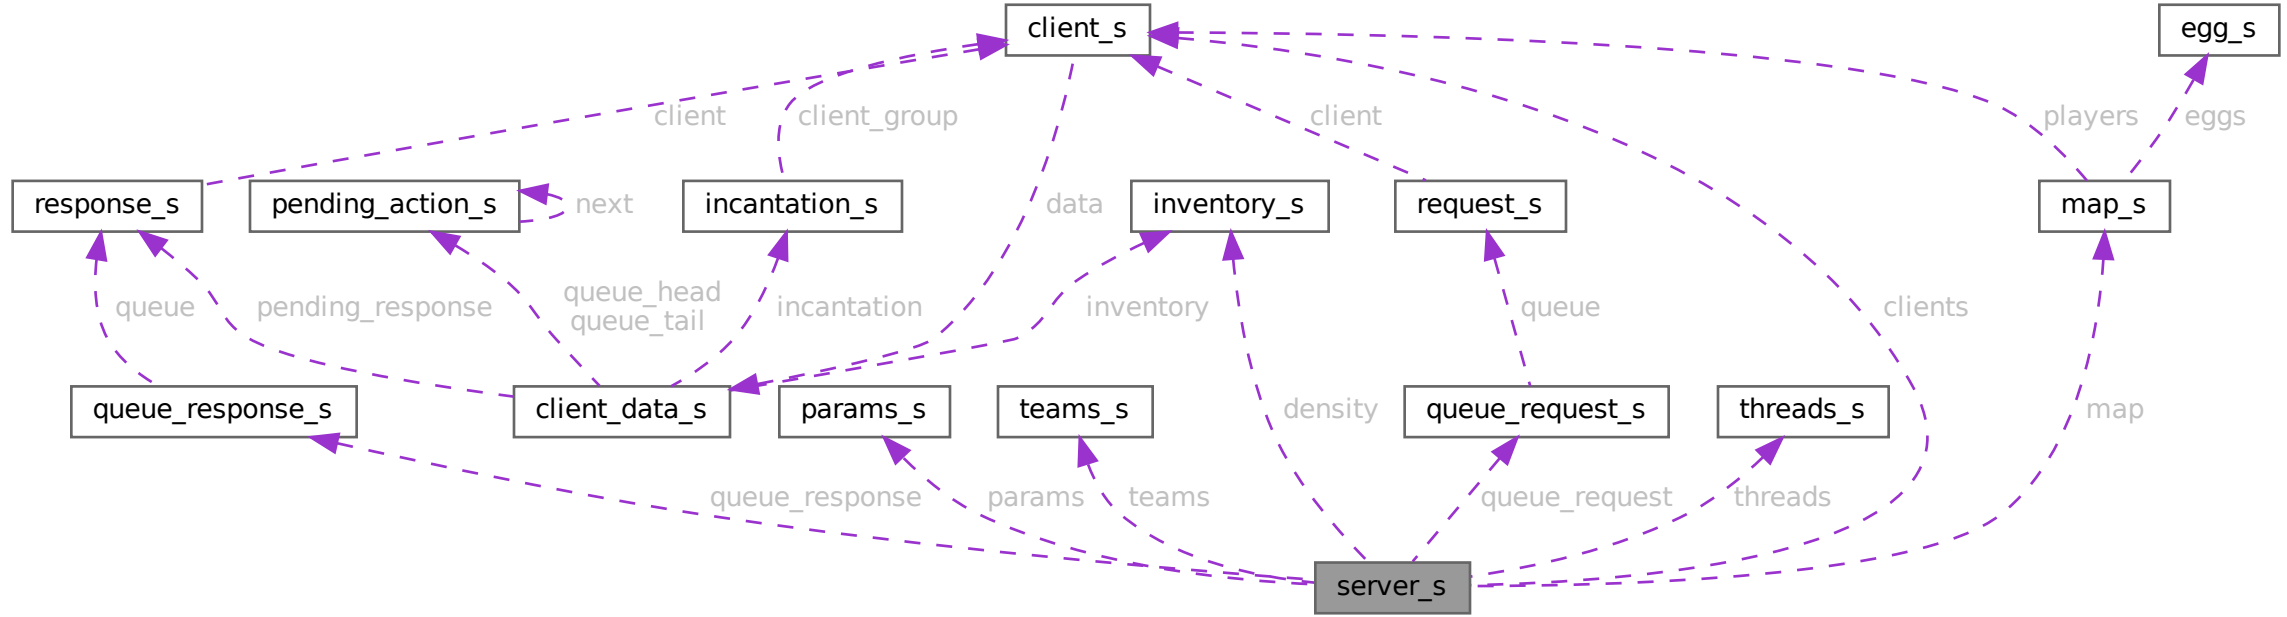 client_s
egg_s
client
client_group
client
players
eggs
response_s
pending_action_s
next
incantation_s
data
inventory_s
request_s
map_s
queue
pending_response
queue_head
queue_tail
incantation
inventory
queue
clients
queue_response_s
client_data_s
params_s
teams_s
density
queue_request_s
threads_s
map
queue_response
params
teams
queue_request
threads
server_s